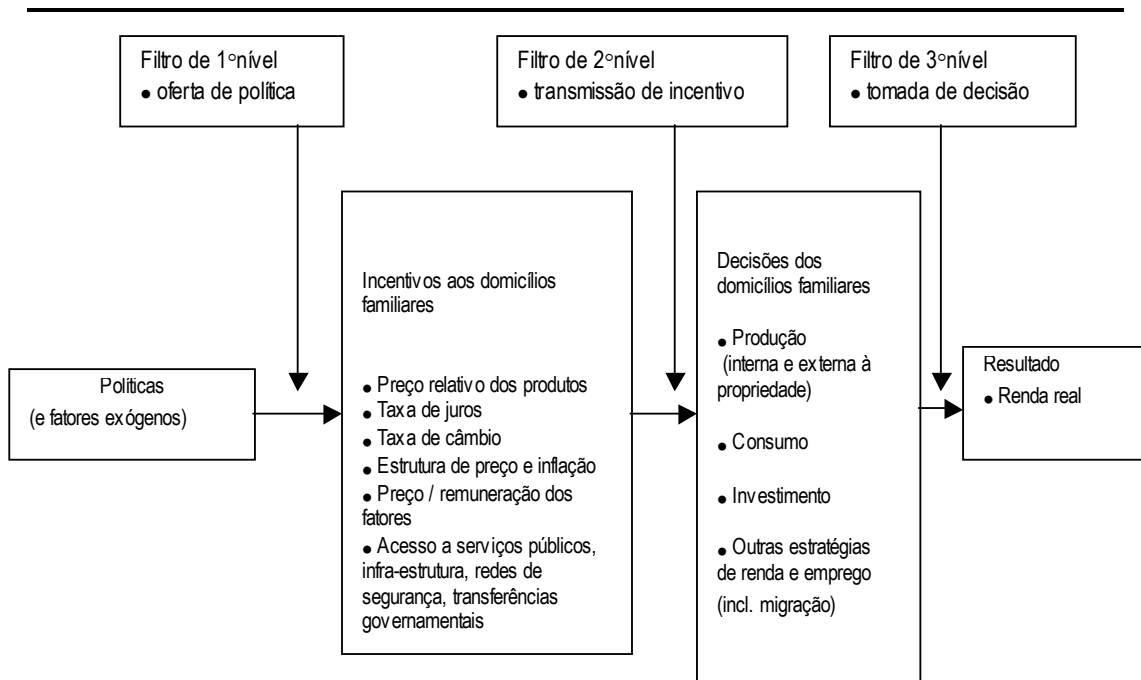 Filtro de 1°nível
● oferta de política
Filtro de 2°nível
● transmissão de incentivo
Filtro de 3°nível
● tomada de decisão
Políticas
(e fatores exógenos)
Incentivos aos domicílios
familiares
● Preço relativo dos produtos
● Taxa de juros
● Taxa de câmbio
● Estrutura de preço e inflação
● Preço / remuneração dos
fatores
● Acesso a serviços públicos,
infra-estrutura, redes de
segurança, transferências
governamentais
Decisões dos
domicílios familiares
● Produção
(interna e externa à
propriedade)
● Consumo
● Investimento
● Outras estratégias
de renda e emprego
(incl. migração)
Resultado
● Renda real